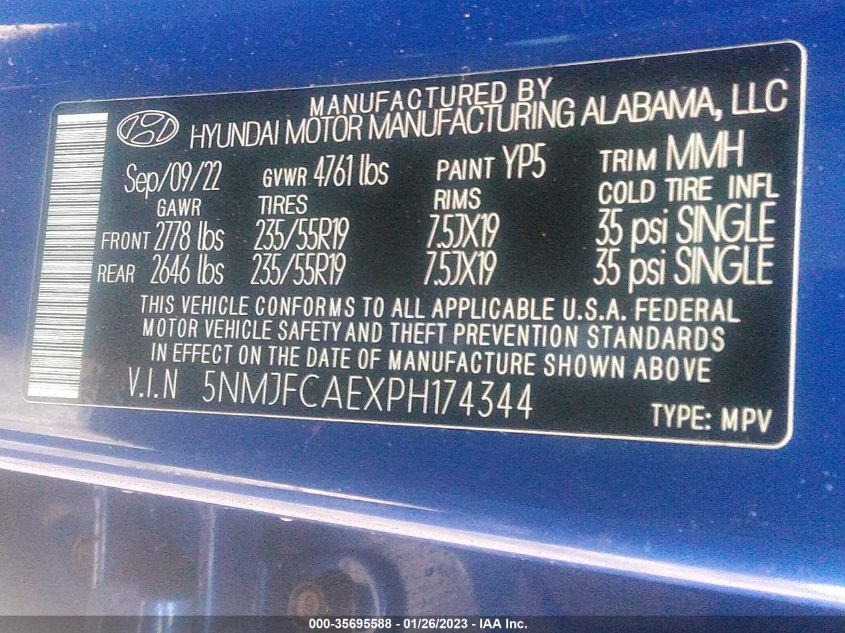 MANUFACTURED BY
HYUNDAI MOTOR MANUFACTURING ALABAMA, LLC
Sep/09/22 GVWR 4761 lbs PAINT YP5 TRIM MMH
GAWR TIRES RIMS COLD TIRE INFL
FRONT 2778 lbs 235/55R19 7.5JX19 35 psi SINGLE
REAR 2646 lbs 235/55R19 7.5JX19 35 psi SINGLE
THIS VEHICLE CONFORMS TO ALL APPLICABLE U.S.A. FEDERAL
MOTOR VEHICLE SAFETY AND THEFT PREVENTION STANDARDS
IN EFFECT ON THE DATE OF MANUFACTURE SHOWN ABOVE
V.I.N 5NMJFCAEXPH174344 TYPE: MPV
000-35695588 - 01/26/2023 - IAA Inc.